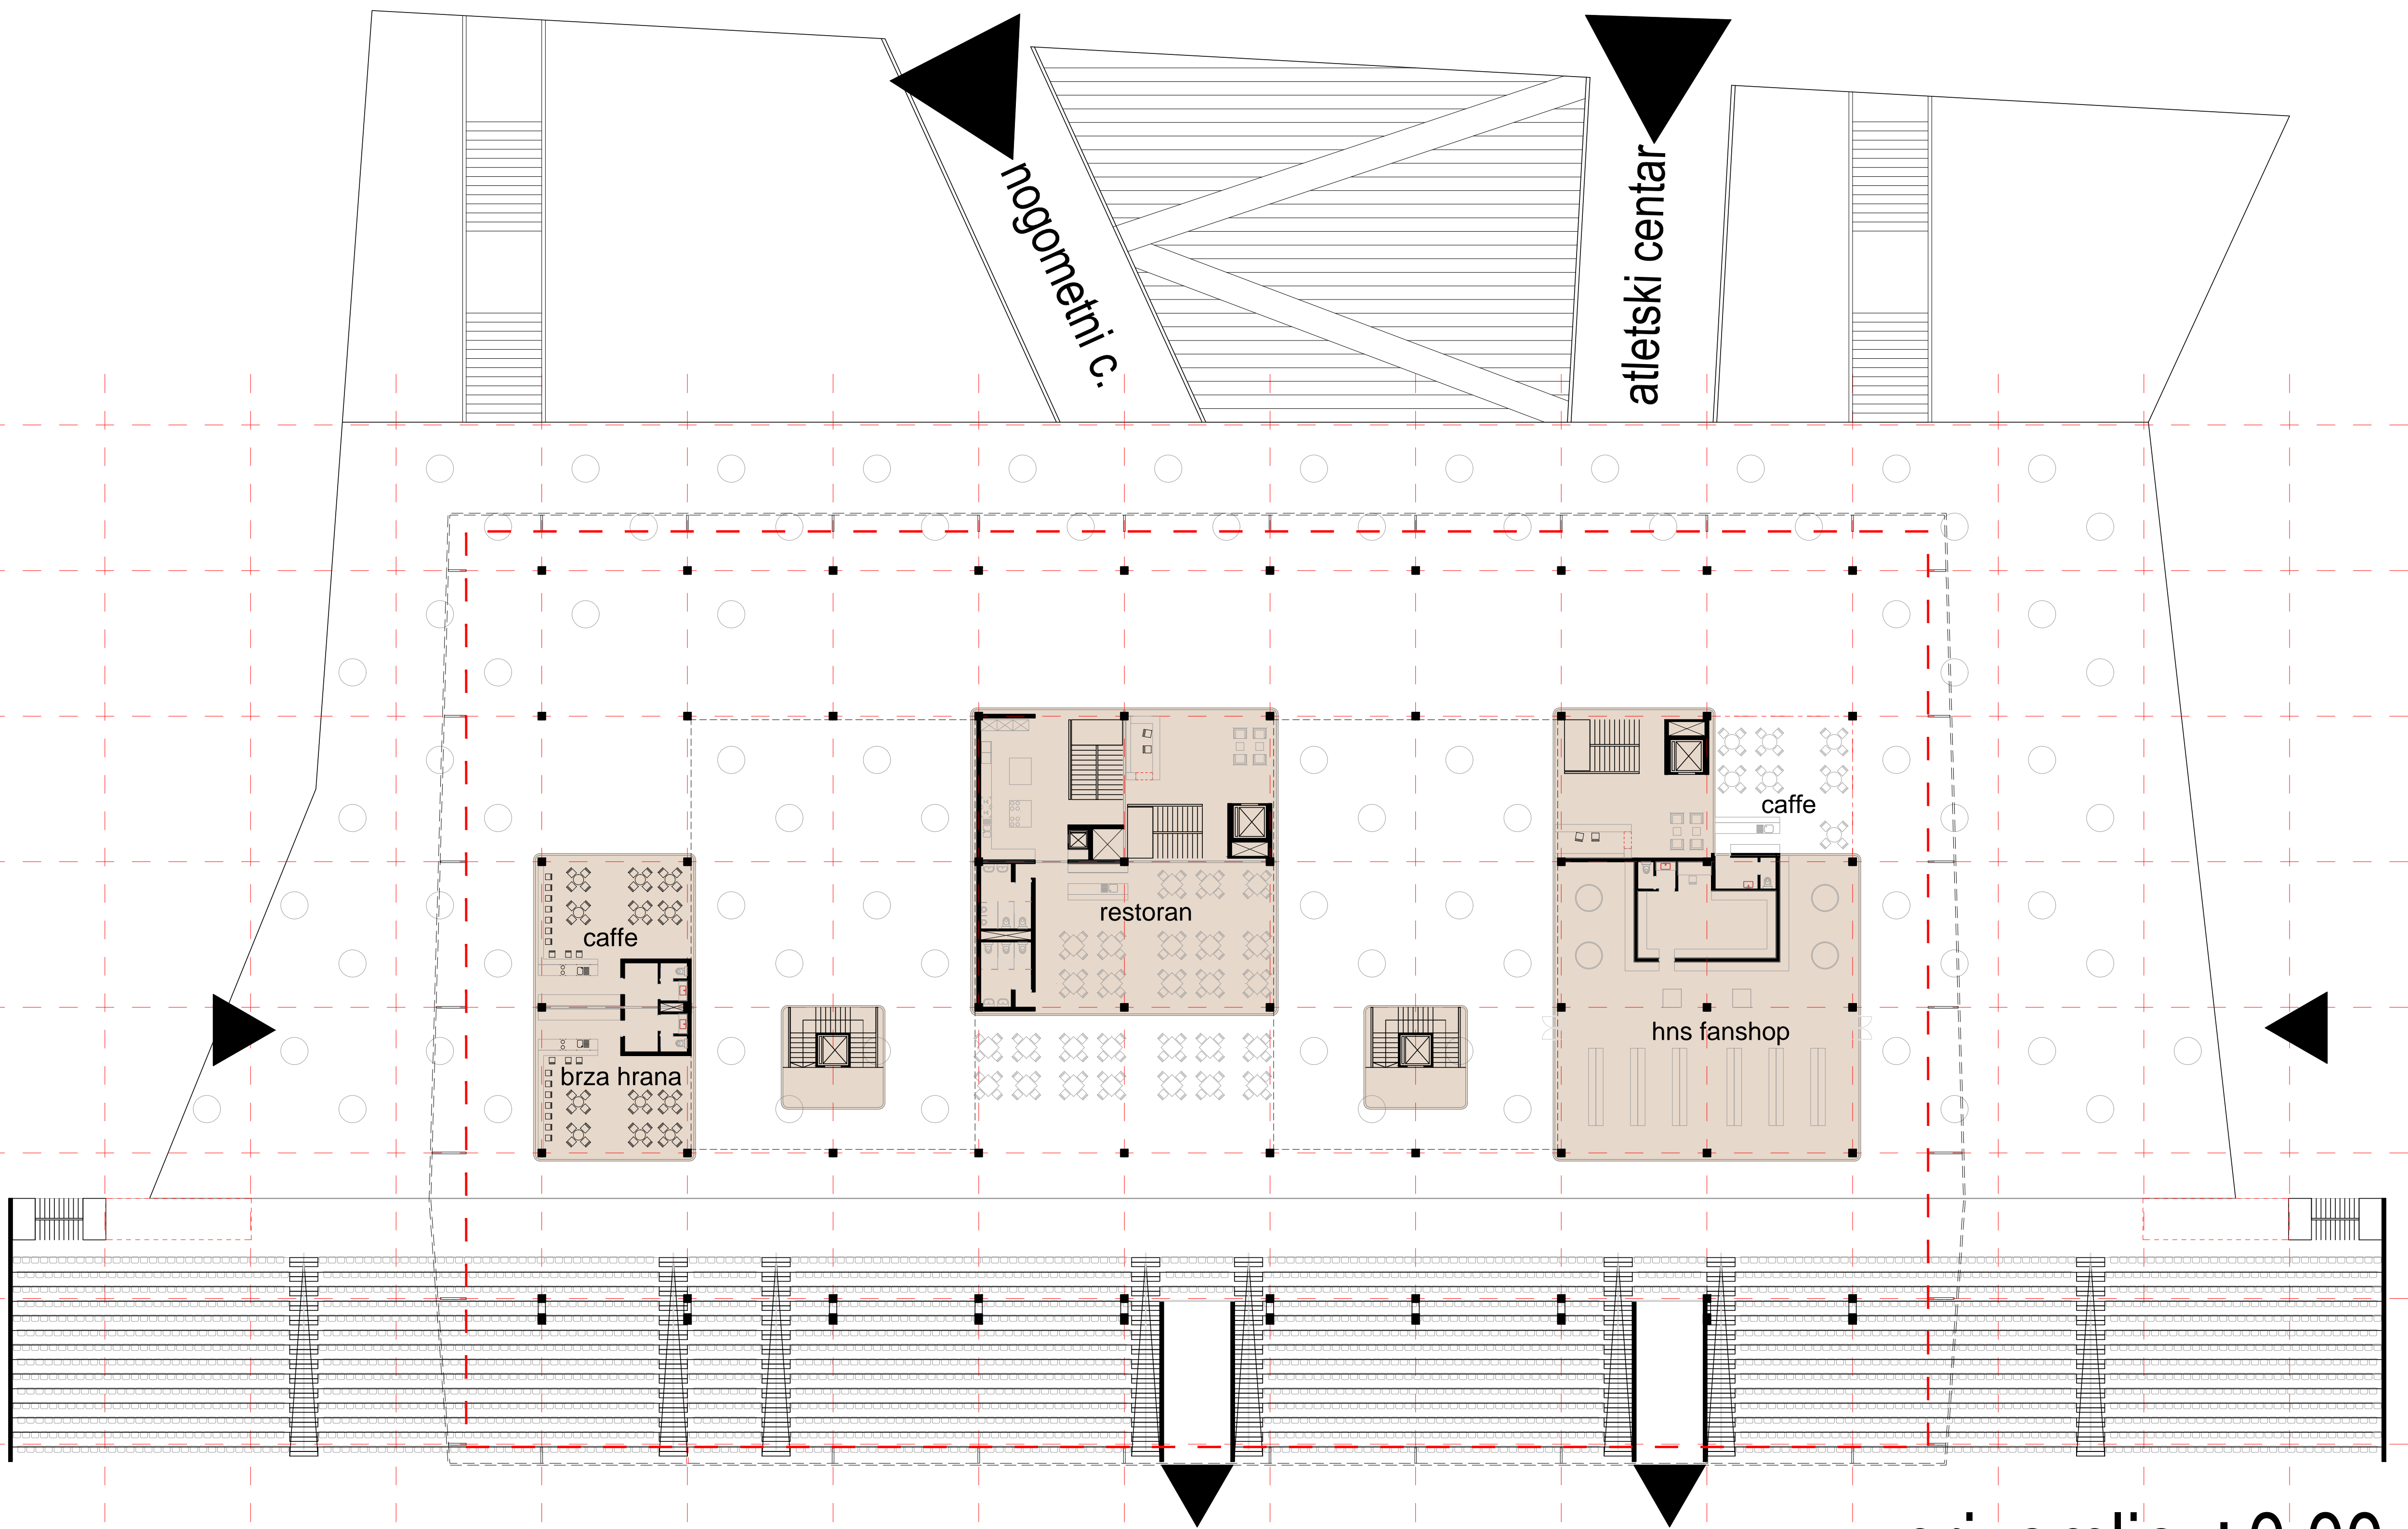 nogometni c.
atletski centar
caffe
restoran
caffe
hns fanshop
brza hrana